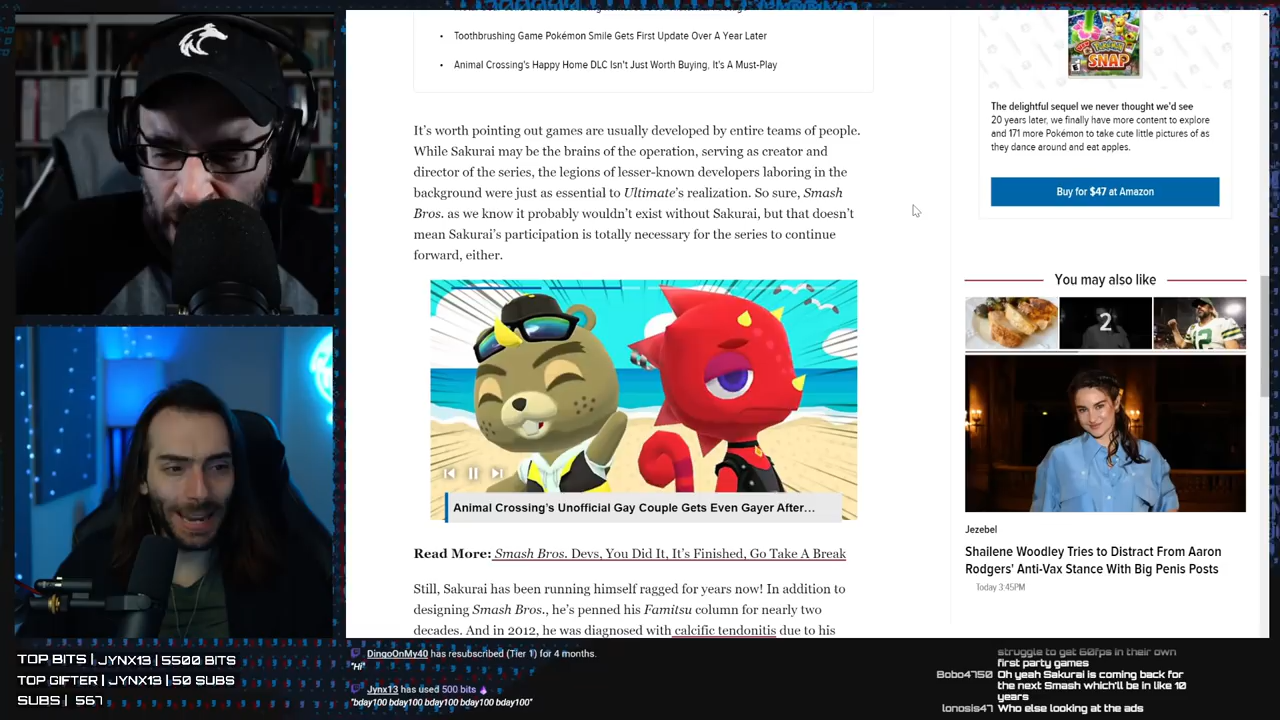 Toothbrushing Game Pokémon Smile Gets First Update Over A Year Later
Animal Crossing's Happy Home DLC Isn't Just Worth Buying, It's A Must-Play
It's worth pointing out games are usually developed by entire teams of people.
While Sakurai may be the brains of the operation, serving as creator and
director of the series, the legions of lesser-known developers laboring in the
background were just as essential to Ultimate's realization. So sure, Smash
Bros. as we know it probably wouldn't exist without Sakurai, but that doesn't
mean Sakurai's participation is totally necessary for the series to continue
forward, either.
Animal Crossing's Unofficial Gay Couple Gets Even Gayer After...
Read More: Smash Bros. Devs, You Did It, It's Finished, Go Take A Break
Still, Sakurai has been running himself ragged for years now! In addition to
designing Smash Bros., he's penned his Famitsu column for nearly two
decades. And in 2012, he was diagnosed with calcific tendonitis due to his
SNAP
The delightful sequel we never thought we'd see
20 years later, we finally have more content to explore
and 171 more Pokémon to take cute little pictures of as
they dance around and eat apples.
Buy for $47 at Amazon
You may also like
2
12
Jezebel
Shailene Woodley Tries to Distract From Aaron
Rodgers' Anti-Vax Stance With Big Penis Posts
Today 3:45PM
TOP BITS | JYNX13 | 5500 BITS
TOP GIFTER | JYNX13 | 50 SUBS
SUBS | 557
DingoOnMy40 has resubscribed (Tier 1) for 4 months.
"Hi"
Jynx13 has used 500 bits
"bday100 bday100 bday100 bday100 bday100"
struggle to get 60fps in their own
first party games
Bobo4750 Oh yeah Sakurai is coming back for
the next Smash which'll be in like 10
years
lonosis47 Who else looking at the ads